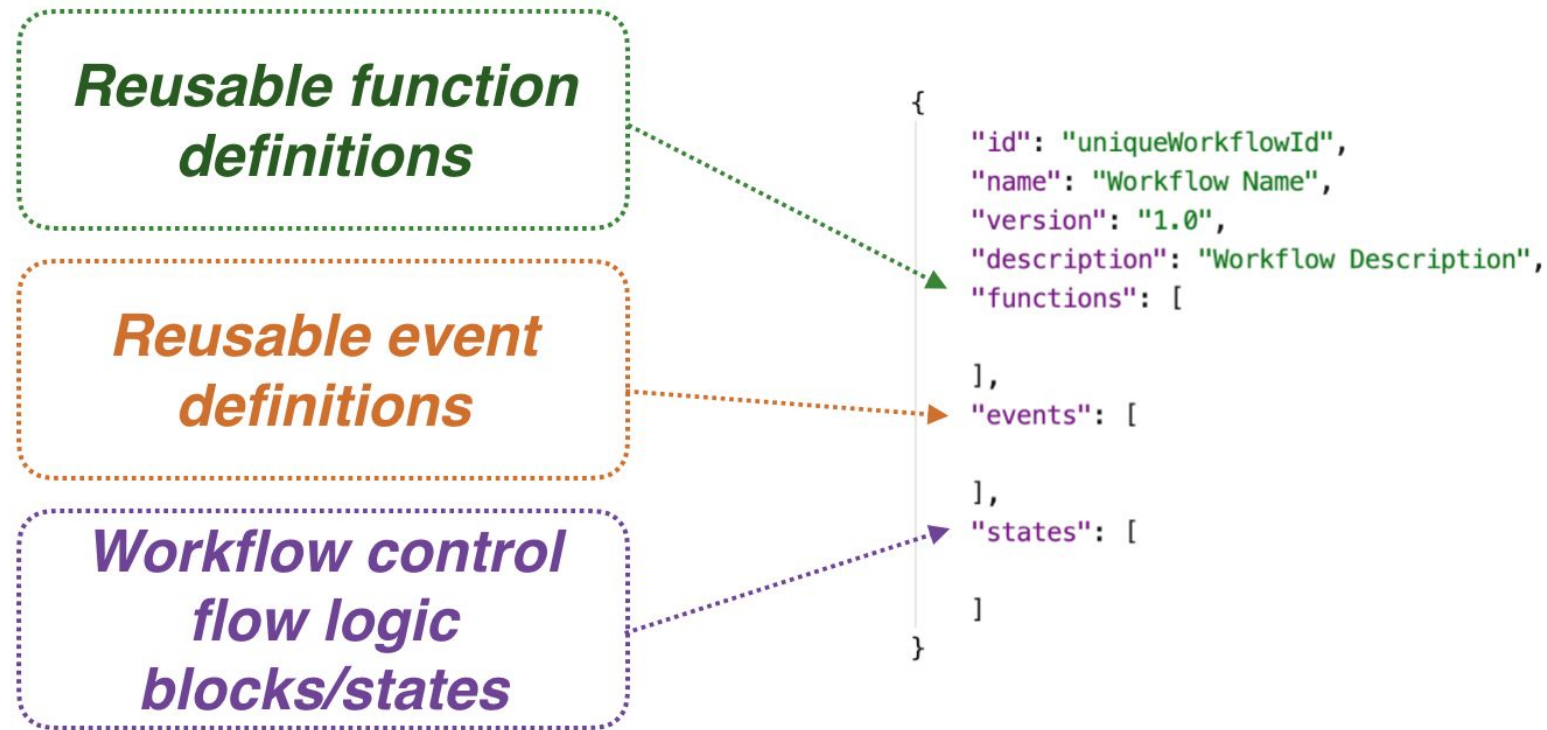 Reusable function
definitions
Reusable event
definitions
Workflow control
flow logic
blocks/states
{
"id": "uniqueWorkflowId",
"name": "Workflow Name",
"version": "1.0",
"description": "Workflow Description",
"functions": [
],
"events": [
],
"states": [
]
}